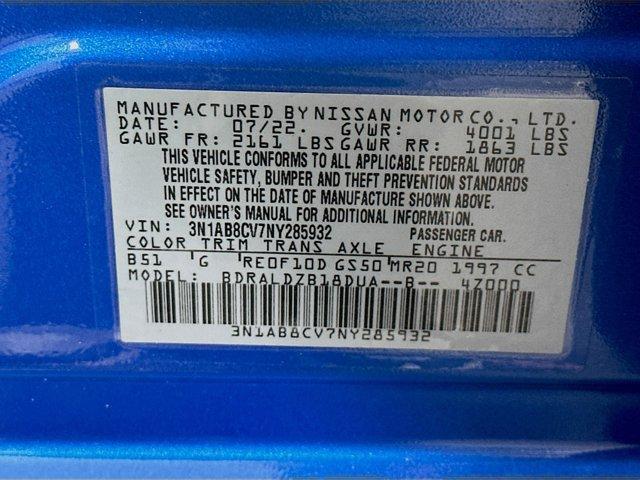 MANUFACTURED BY NISSAN MOTOR CO., LTD.
DATE: 07/22. GVWR: 4001 LBS
GAWR FR: 2161 LBS GAWR RR: 1863 LBS
THIS VEHICLE CONFORMS TO ALL APPLICABLE FEDERAL MOTOR
VEHICLE SAFETY, BUMPER AND THEFT PREVENTION STANDARDS
IN EFFECT ON THE DATE OF MANUFACTURE SHOWN ABOVE.
SEE OWNER'S MANUAL FOR ADDITIONAL INFORMATION.
VIN: 3N1AB8CV7NY285932 PASSENGER CAR.
COLOR TRIM TRANS AXLE ENGINE
B51 G RE0F10D GS50 MR20 1997 CC
MODEL: BDRALDZB18DUA--B-- 47000
3N1AB8CV7NY285932